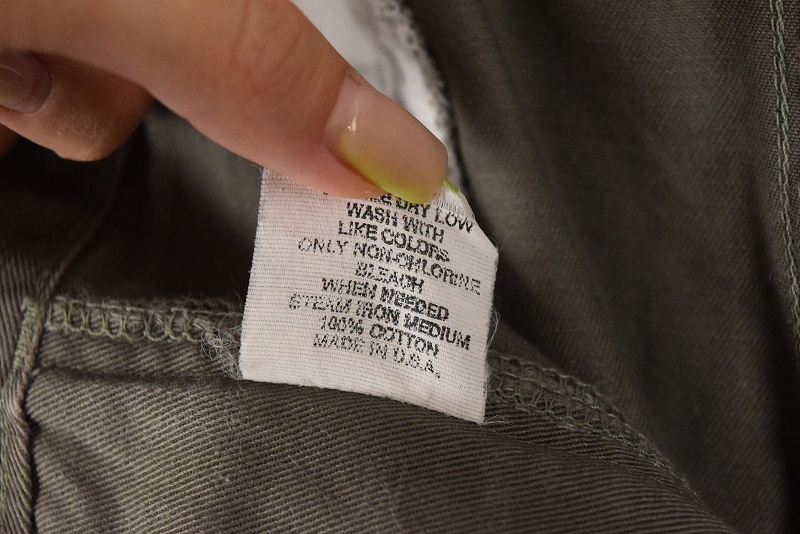 DRY LOW
WASH WITH
LIKE COLORS
ONLY NON-CHLORINE
BLEACH
WHEN NEEDED
STEAM IRON MEDIUM
100% COTTON
MADE IN U.S.A.